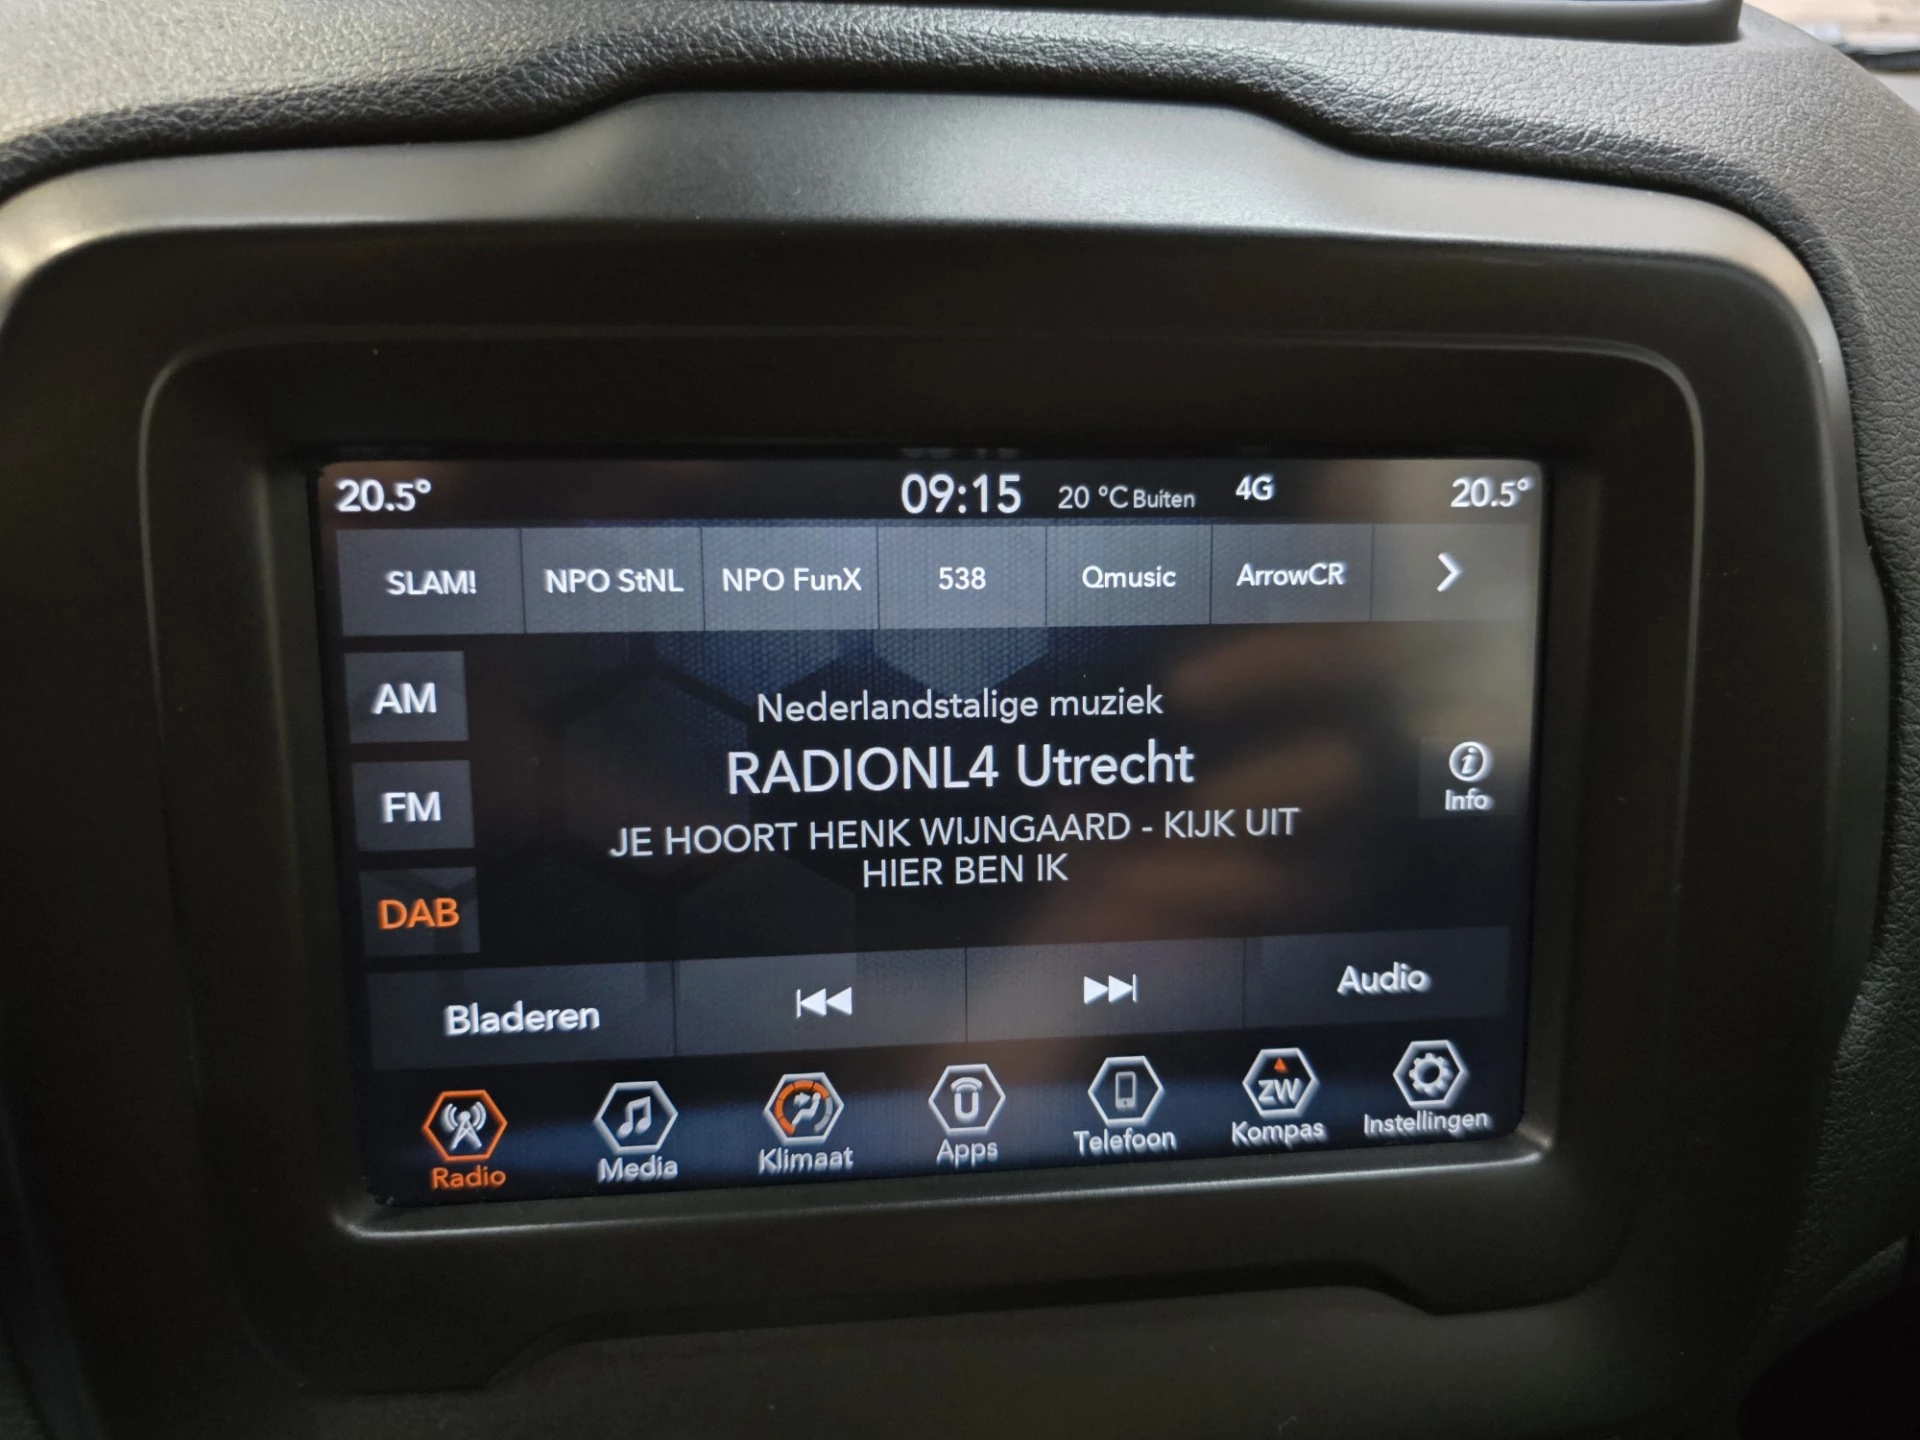 20.5° 09:15 20 °C Buiten 4G 20.5°
SLAM! NPO StNL NPO FunX 538 Qmusic ArrowCR
AM
Nederlandstalige muziek
RADIONL4 Utrecht
Info
FM
JE HOORT HENK WIJNGAARD - KIJK UIT
HIER BEN IK
DAB
Bladeren Audio
ZW
Radio Media Klimaat Apps Telefoon Kompas Instellingen